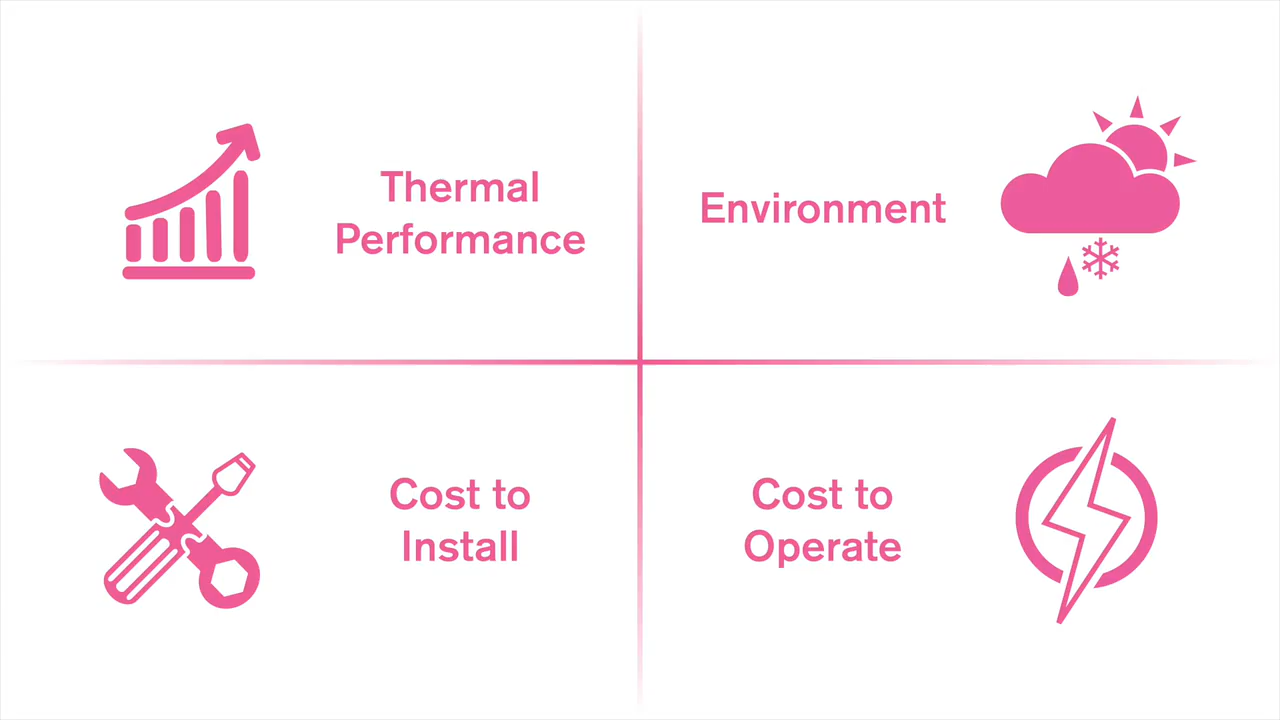 Thermal
Performance
Environment
Cost to
Install
Cost to
Operate